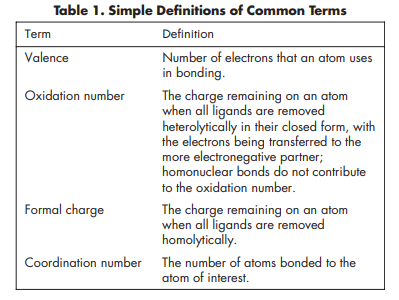 Table 1. Simple Definitions of Common Terms
Term Definition
Valence Number of electrons that an atom uses
in bonding.
Oxidation number The charge remaining on an atom
when all ligands are removed
heterolytically in their closed form, with
the electrons being transferred to the
more electronegative partner;
homonuclear bonds do not contribute
to the oxidation number.
Formal charge The charge remaining on an atom
when all ligands are removed
homolytically.
Coordination number The number of atoms bonded to the
atom of interest.